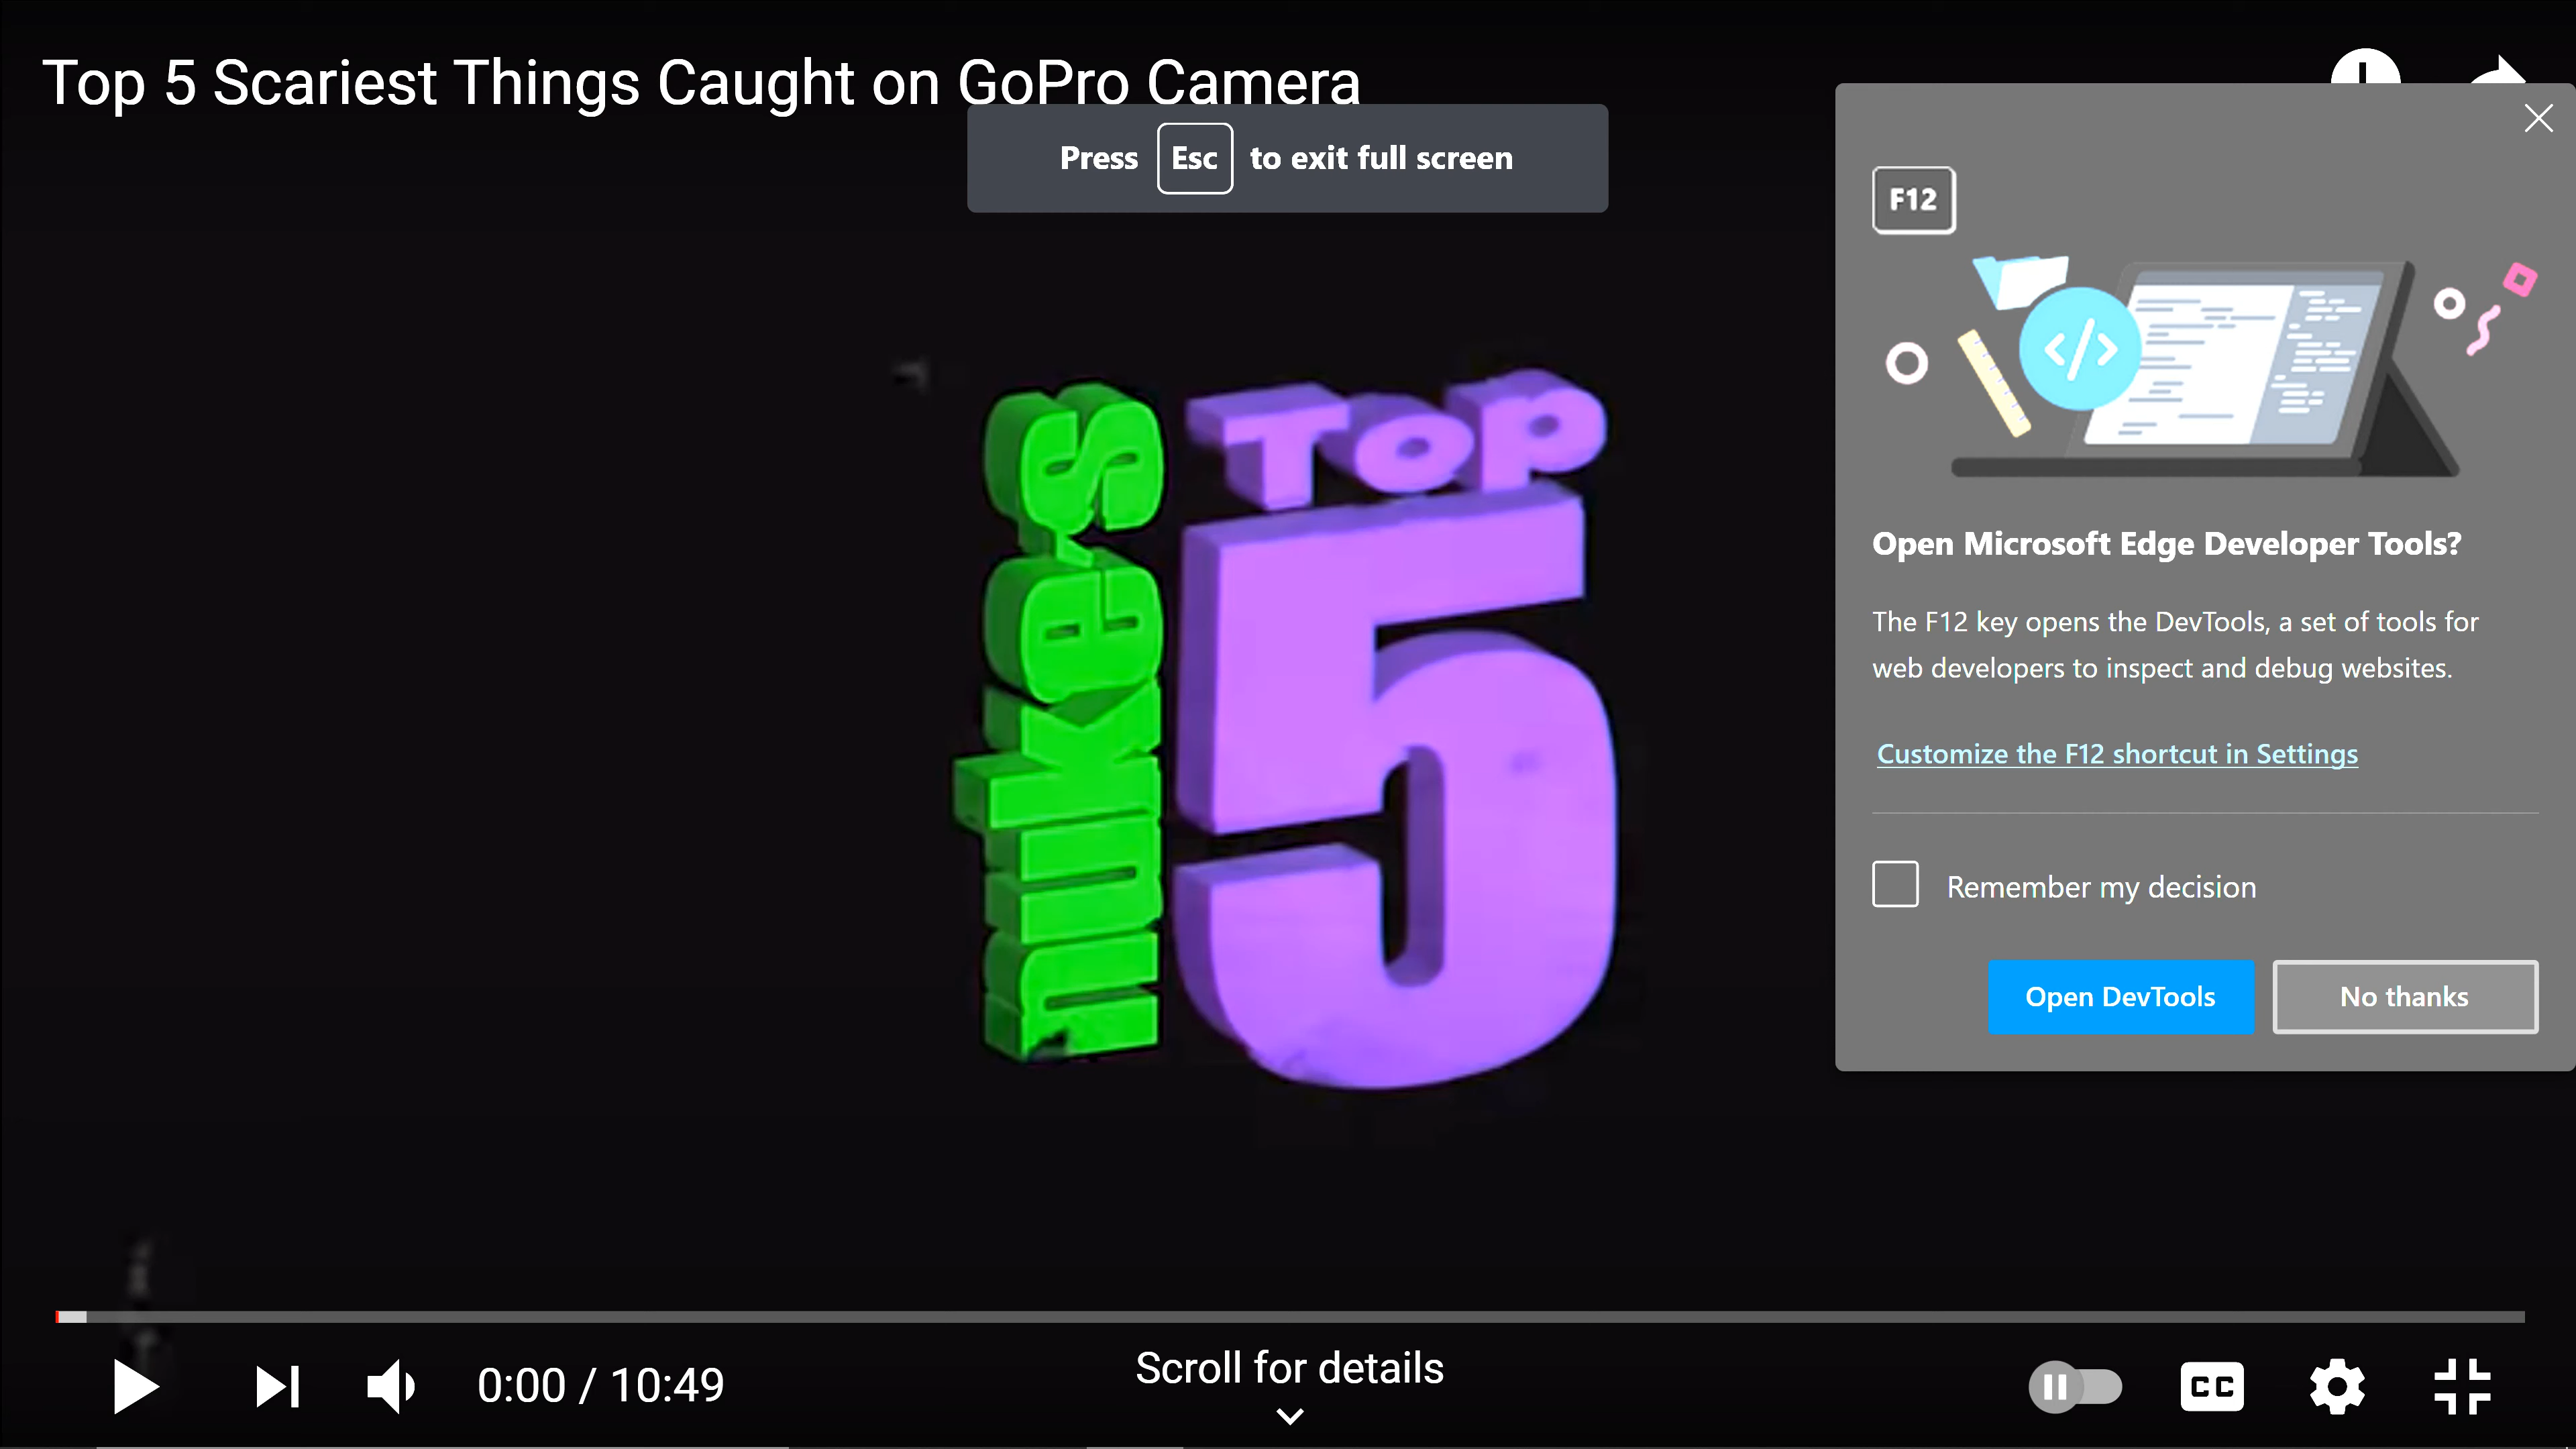 Top 5 Scariest Things Caught on GoPro Camera
Press Esc to exit full screen
F12
nuke's
Top
5
Open Microsoft Edge Developer Tools?
The F12 key opens the DevTools, a set of tools for
web developers to inspect and debug websites.
Customize the F12 shortcut in Settings
Remember my decision
Open DevTools
No thanks
0:00 / 10:49
Scroll for details
CC